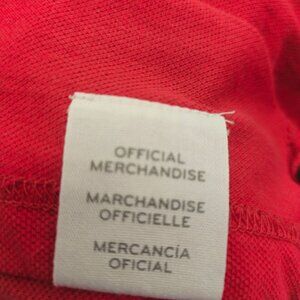 OFFICIAL
MERCHANDISE
MARCHANDISE
OFFICIELLE
MERCANCÍA
OFICIAL